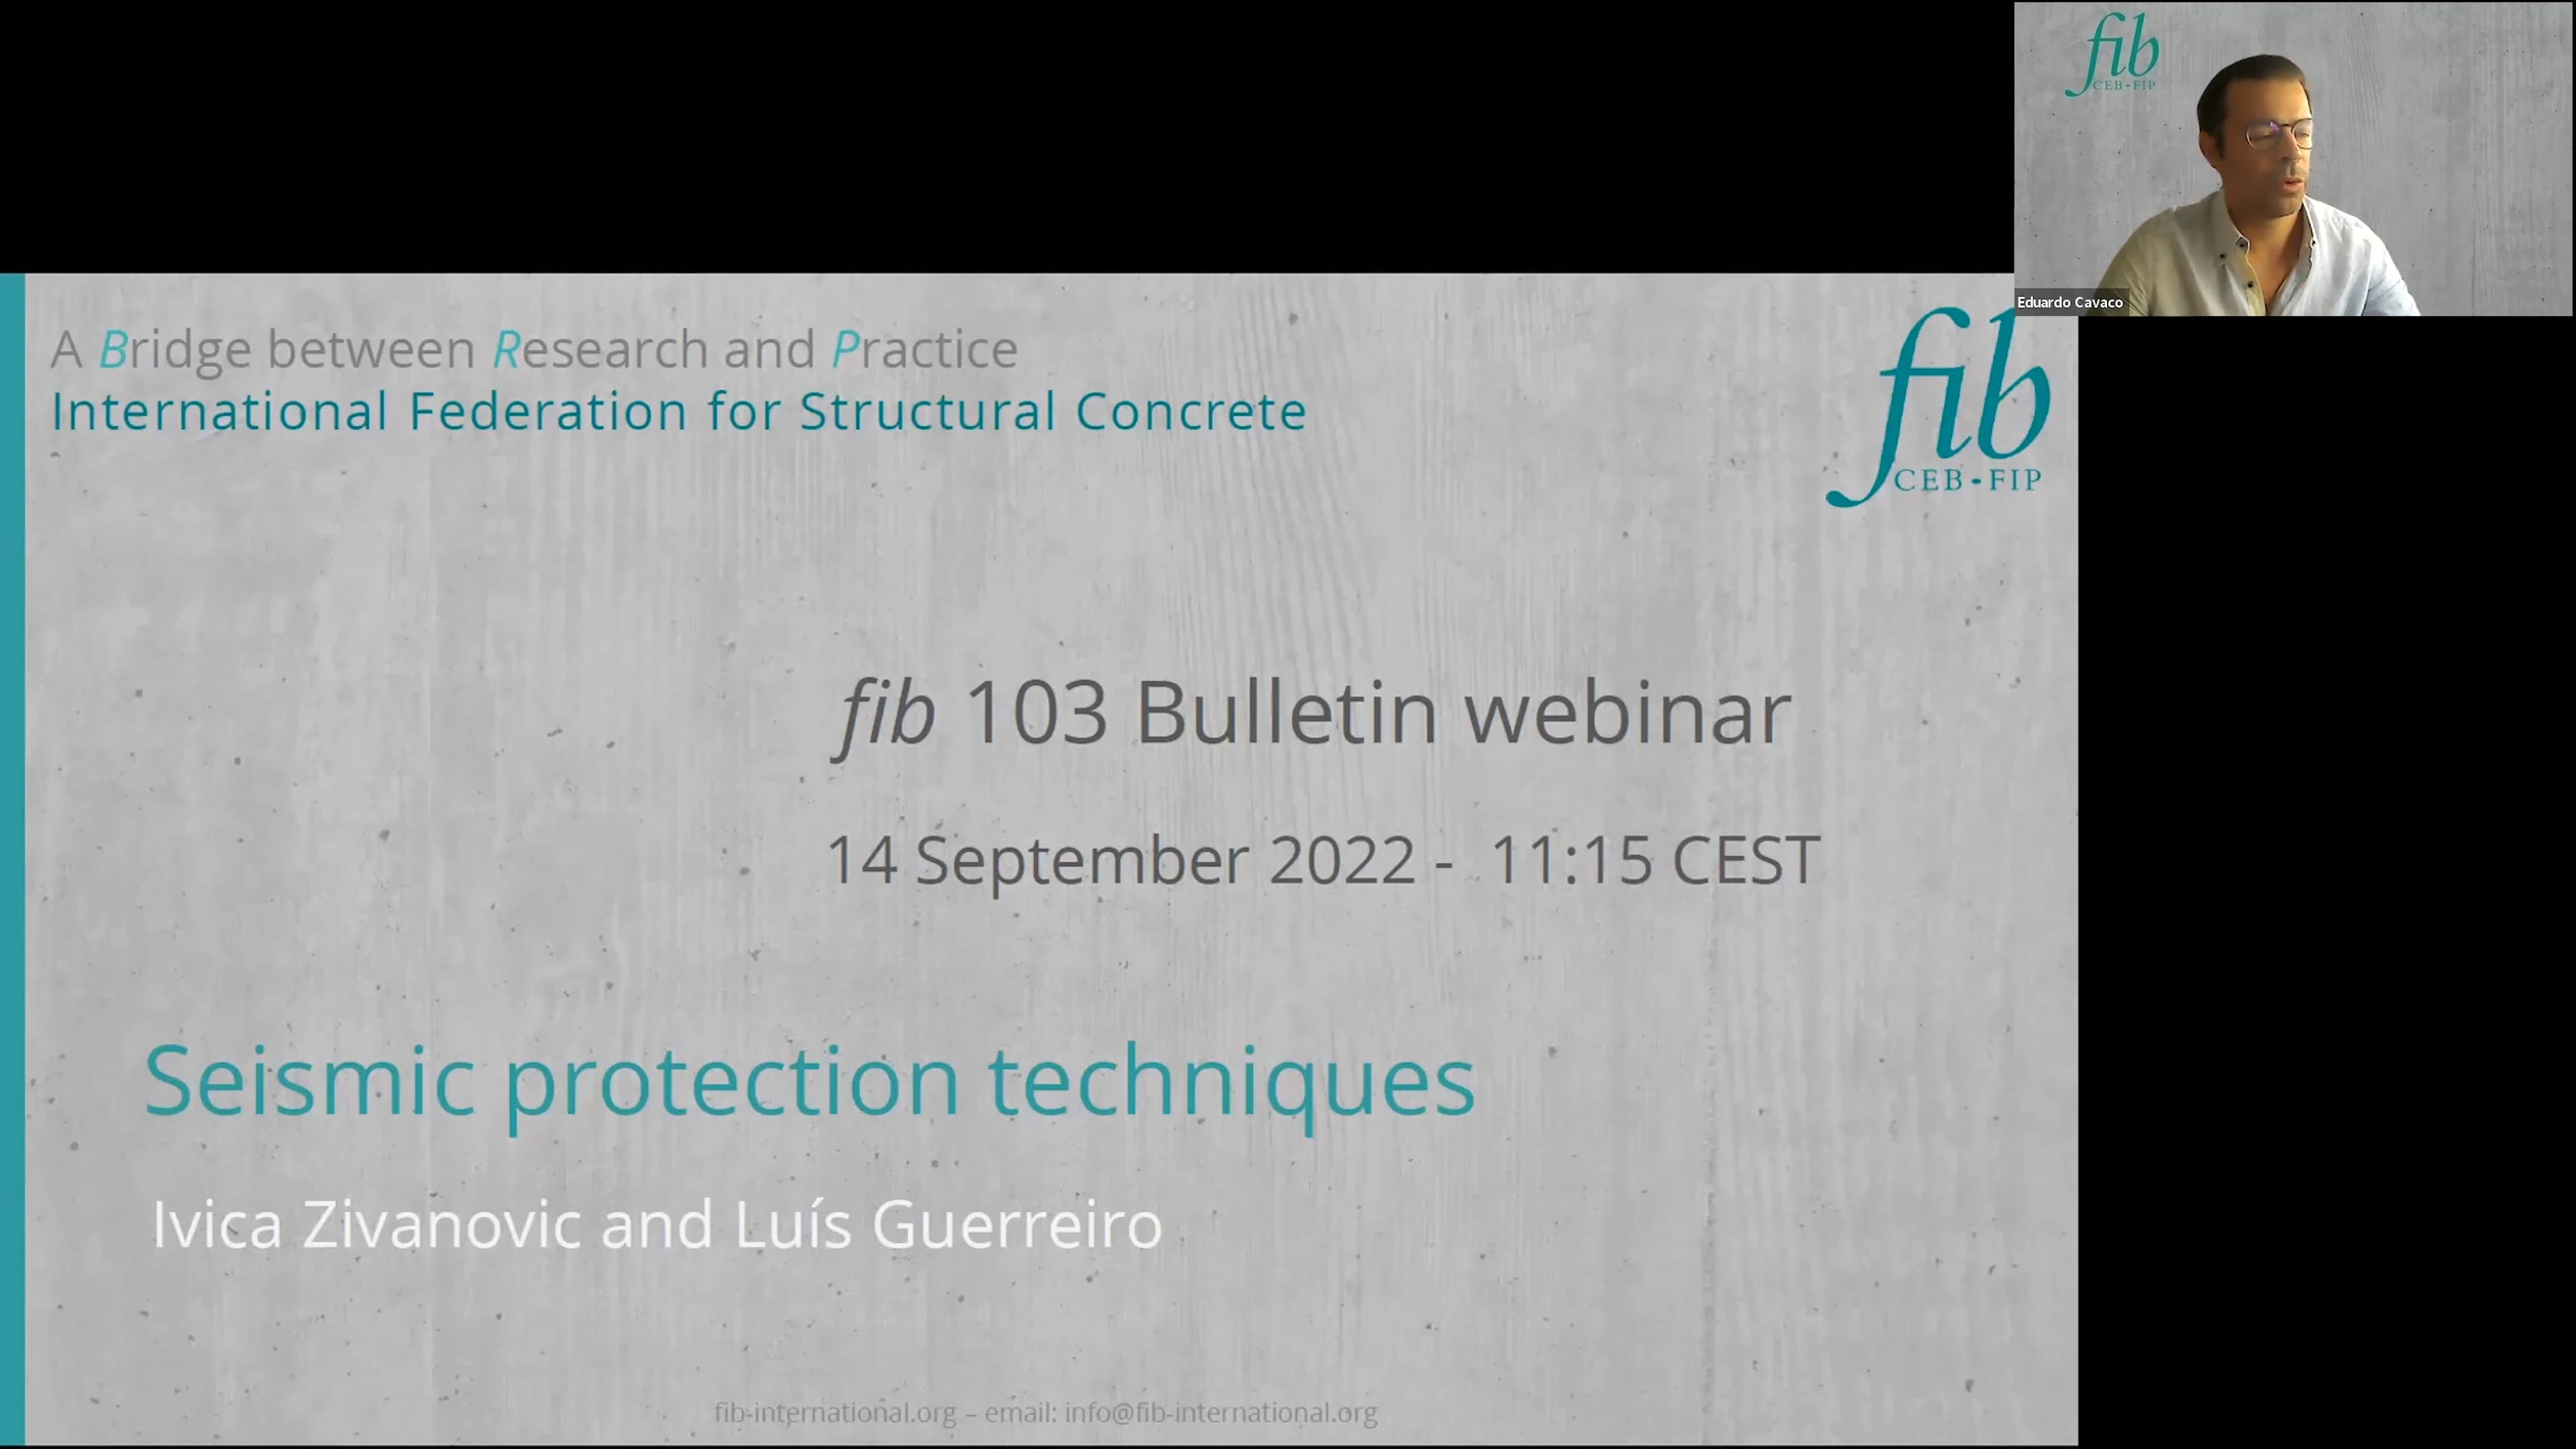 fib
CEB-FIP
Eduardo Cavaco
A Bridge between Research and Practice
International Federation for Structural Concrete
fib
CEB•FIP
fib 103 Bulletin webinar
14 September 2022 - 11:15 CEST
Seismic protection techniques
Ivica Zivanovic and Luís Guerreiro
fib-international.org – email: info@fib-international.org